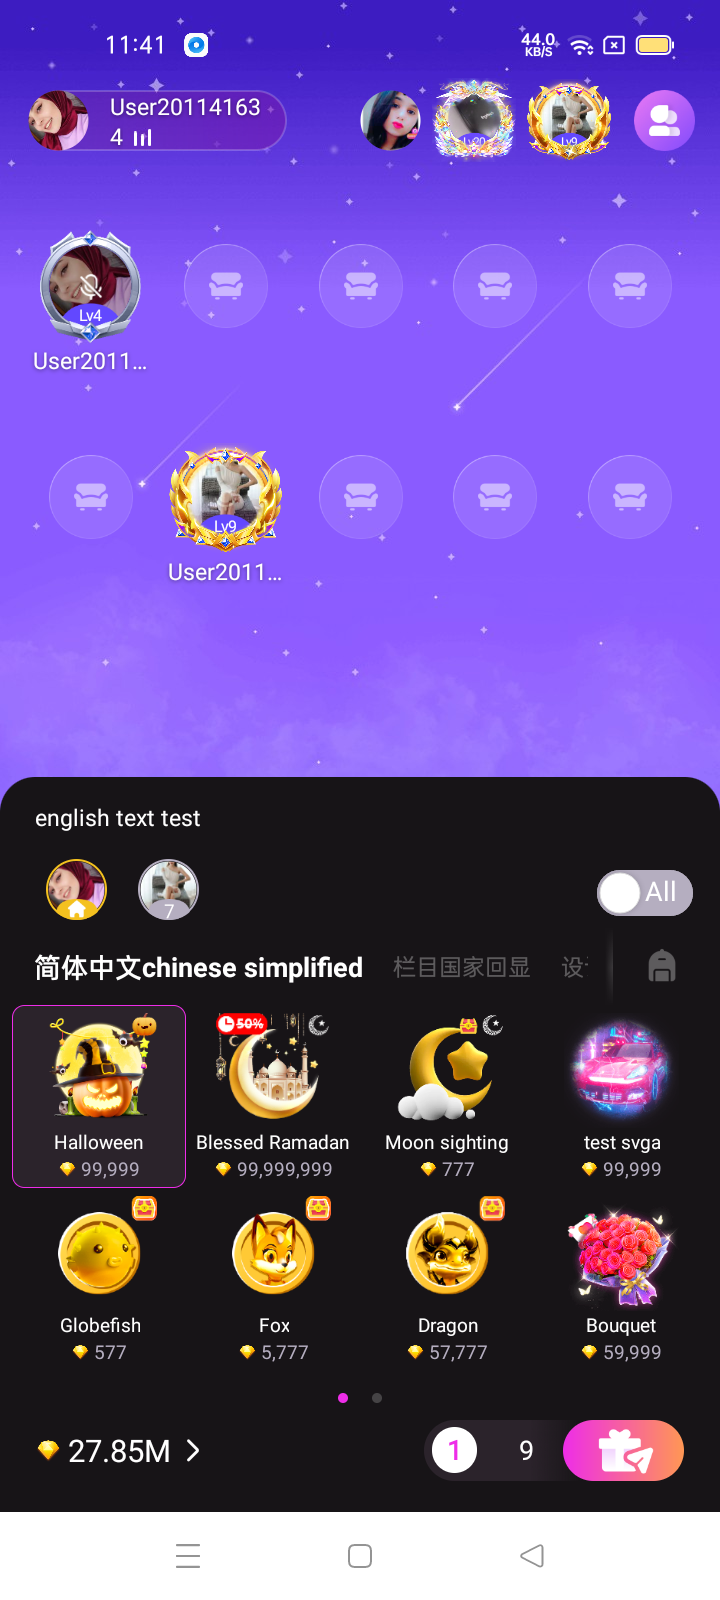 11:41
44.0
KB/S
User20114163
4
Lv20
Lv9
Lv4
User2011...
Lv9
User2011...
english text test
7
All
简体中文chinese simplified
栏目国家回显
50%
Halloween
Blessed Ramadan
Moon sighting
test svga
99,999
99,999,999
777
99,999
Globefish
Fox
Dragon
Bouquet
577
5,777
57,777
59,999
27.85M
1
9